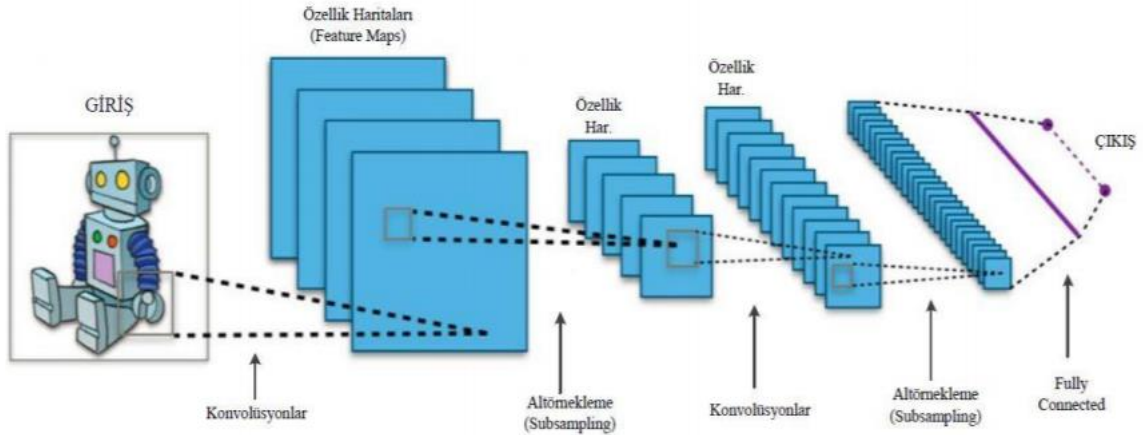 Özellik Haritaları
(Feature Maps)
GİRİŞ
Özellik
Har.
Özellik
Har.
ÇIKIŞ
Konvolüsyonlar
Altörnekleme
(Subsampling)
Konvolüsyonlar
Altörnekleme
(Subsampling)
Fully
Connected